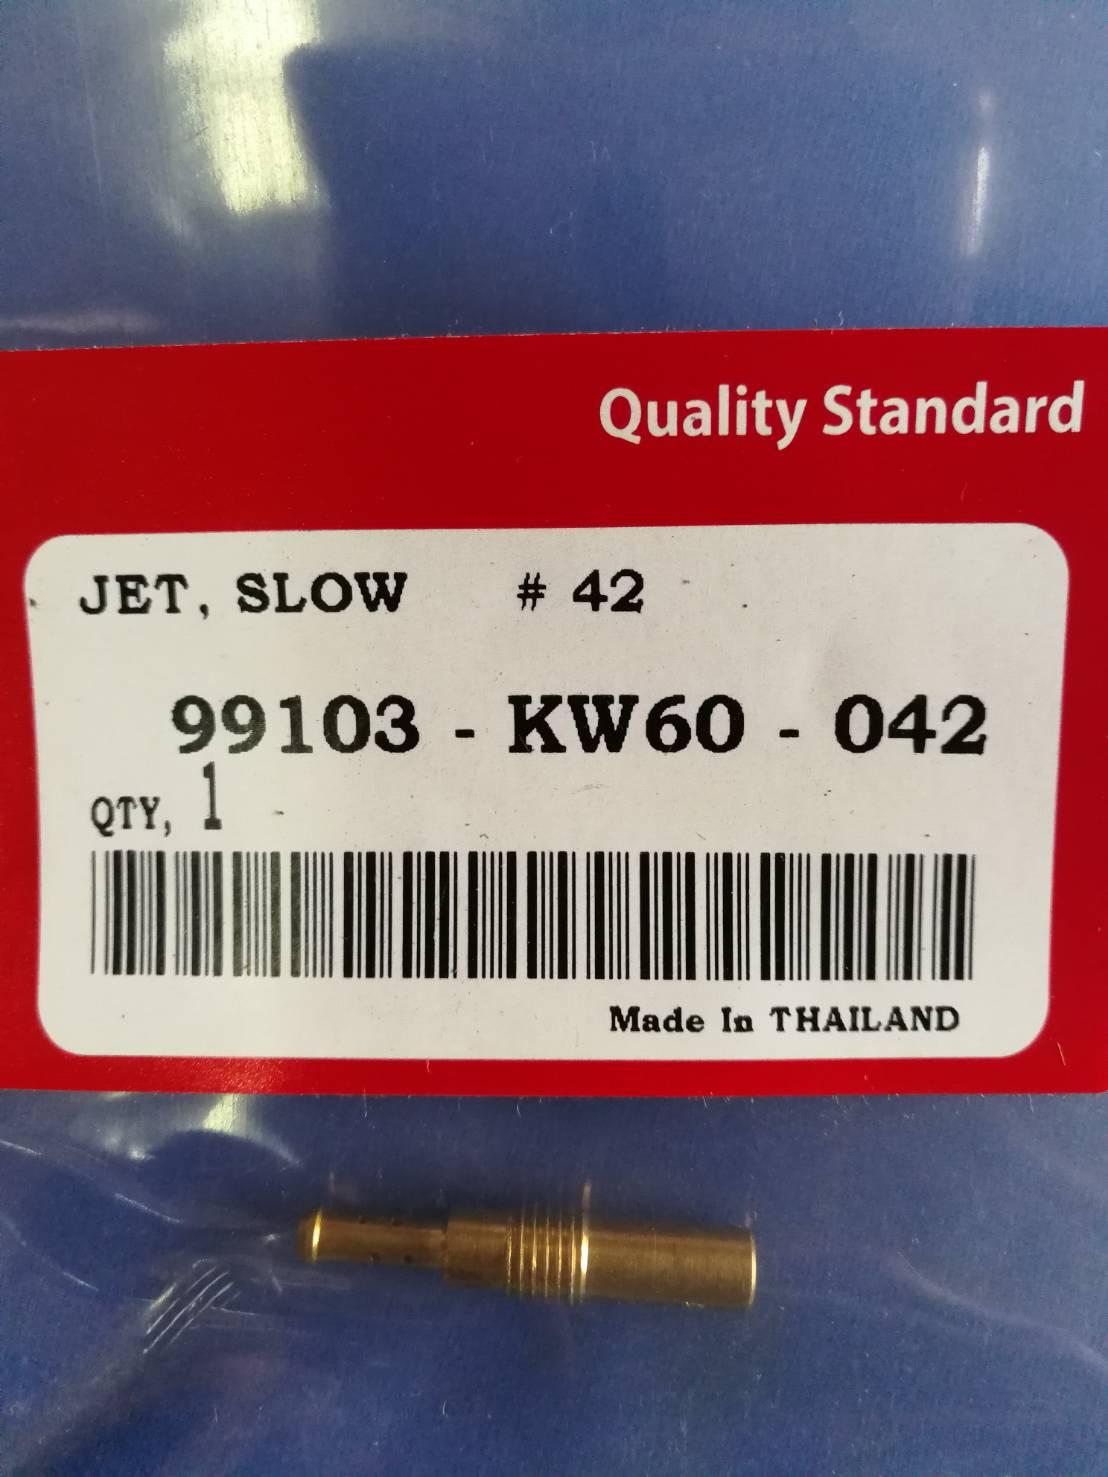 Quality Standard
JET, SLOW # 42
99103 - KW60 - 042
QTY, 1
Made In THAILAND